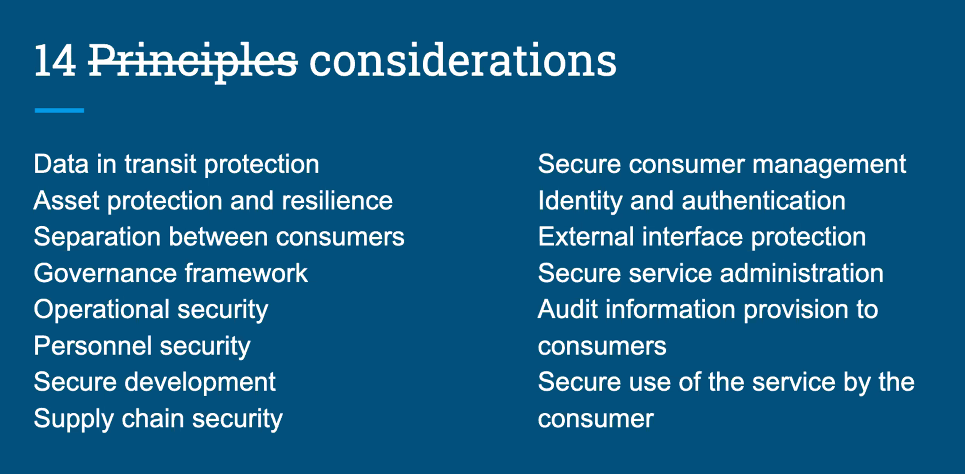 14 Principles considerations
Data in transit protection
Asset protection and resilience
Separation between consumers
Governance framework
Operational security
Personnel security
Secure development
Supply chain security
Secure consumer management
Identity and authentication
External interface protection
Secure service administration
Audit information provision to
consumers
Secure use of the service by the
consumer